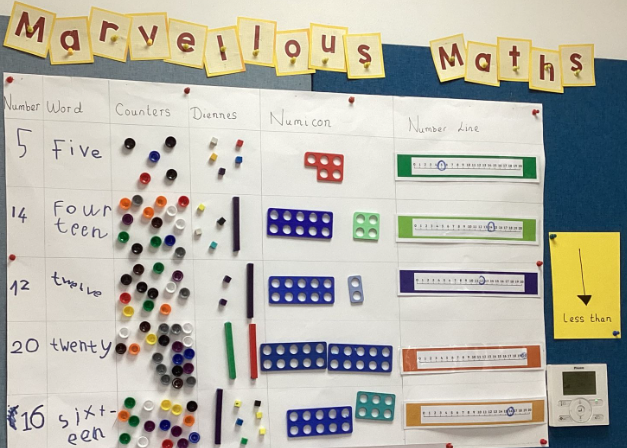 Marvellous Maths
Number Word Counters Diennes Numicon Number Line
5 Five
14 Four
teen
12 twelve
20 twenty
16 sixt-
een
Less than